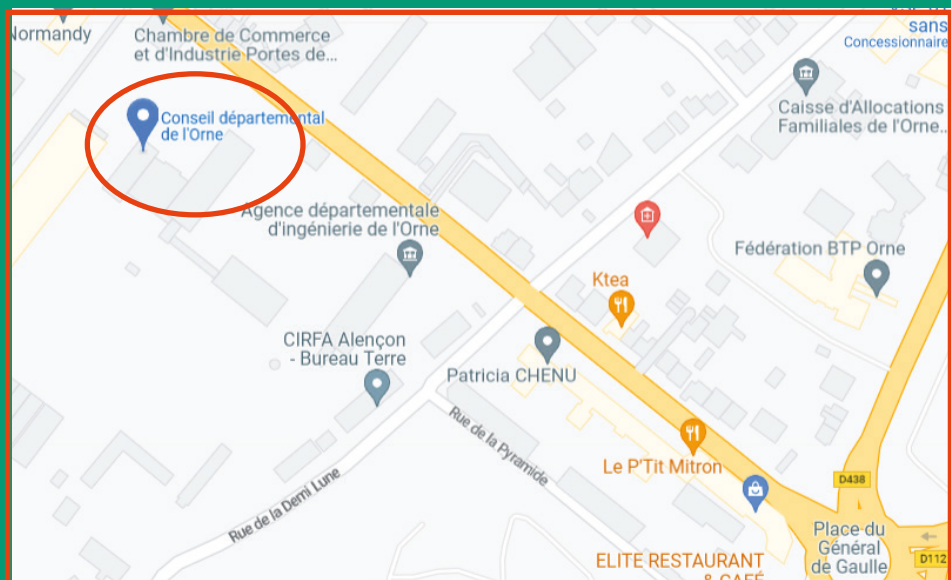 Normandy
Chambre de Commerce
et d'Industrie Portes de...
sans
Concessionnaire
Conseil départemental
de l'Orne
Caisse d'Allocations
Familiales de l'Orne...
Agence départementale
d'ingénierie de l'Orne
Fédération BTP Orne
Ktea
CIRFA Alençon
- Bureau Terre
Patricia CHENU
Rue de la Pyramide
Le P'Tit Mitron
Rue de la Demi Lune
D438
Place du
Général
de Gaulle
D112
ELITE RESTAURANT
& CAFÉ